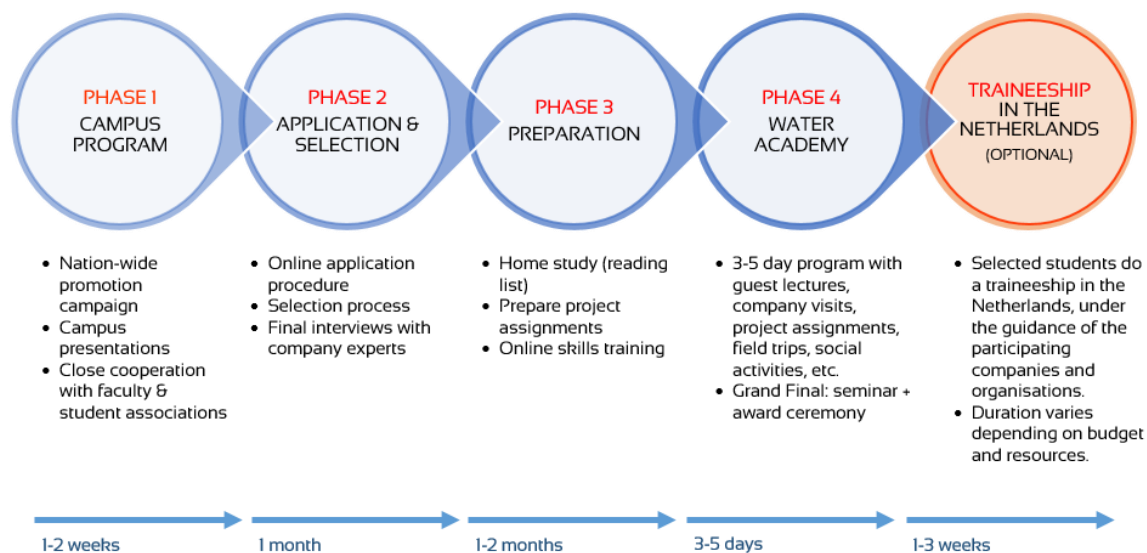 PHASE 1
CAMPUS
PROGRAM
PHASE 2
APPLICATION &
SELECTION
PHASE 3
PREPARATION
PHASE 4
WATER
ACADEMY
TRAINEESHIP
IN THE
NETHERLANDS
(OPTIONAL)
• Nation-wide
promotion
campaign
• Campus
presentations
• Close cooperation
with faculty &
student associations
• Online application
procedure
• Selection process
• Final interviews with
company experts
• Home study (reading
list)
• Prepare project
assignments
• Online skills training
• 3-5 day program with
guest lectures,
company visits,
project assignments,
field trips, social
activities, etc.
• Grand Final: seminar +
award ceremony
• Selected students do
a traineeship in the
Netherlands, under
the guidance of the
participating
companies and
organisations.
• Duration varies
depending on budget
and resources.
1-2 weeks
1 month
1-2 months
3-5 days
1-3 weeks